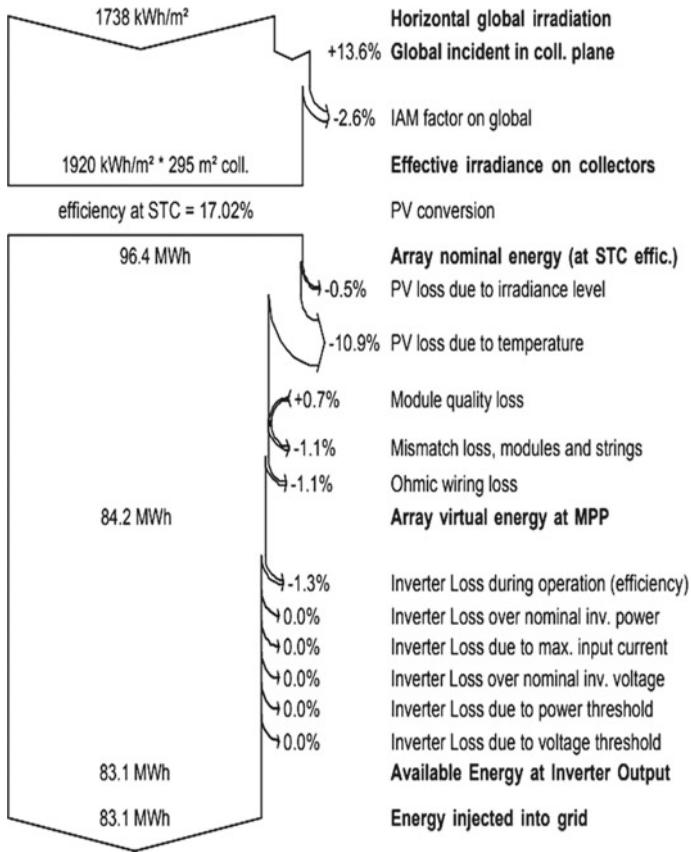 1738 kWh/m² Horizontal global irradiation
+13.6% Global incident in coll. plane
-2.6% IAM factor on global
1920 kWh/m² * 295 m² coll. Effective irradiance on collectors
efficiency at STC = 17.02% PV conversion
96.4 MWh Array nominal energy (at STC effic.)
-0.5% PV loss due to irradiance level
-10.9% PV loss due to temperature
+0.7% Module quality loss
-1.1% Mismatch loss, modules and strings
-1.1% Ohmic wiring loss
84.2 MWh Array virtual energy at MPP
-1.3% Inverter Loss during operation (efficiency)
0.0% Inverter Loss over nominal inv. power
0.0% Inverter Loss due to max. input current
0.0% Inverter Loss over nominal inv. voltage
0.0% Inverter Loss due to power threshold
0.0% Inverter Loss due to voltage threshold
83.1 MWh Available Energy at Inverter Output
83.1 MWh Energy injected into grid